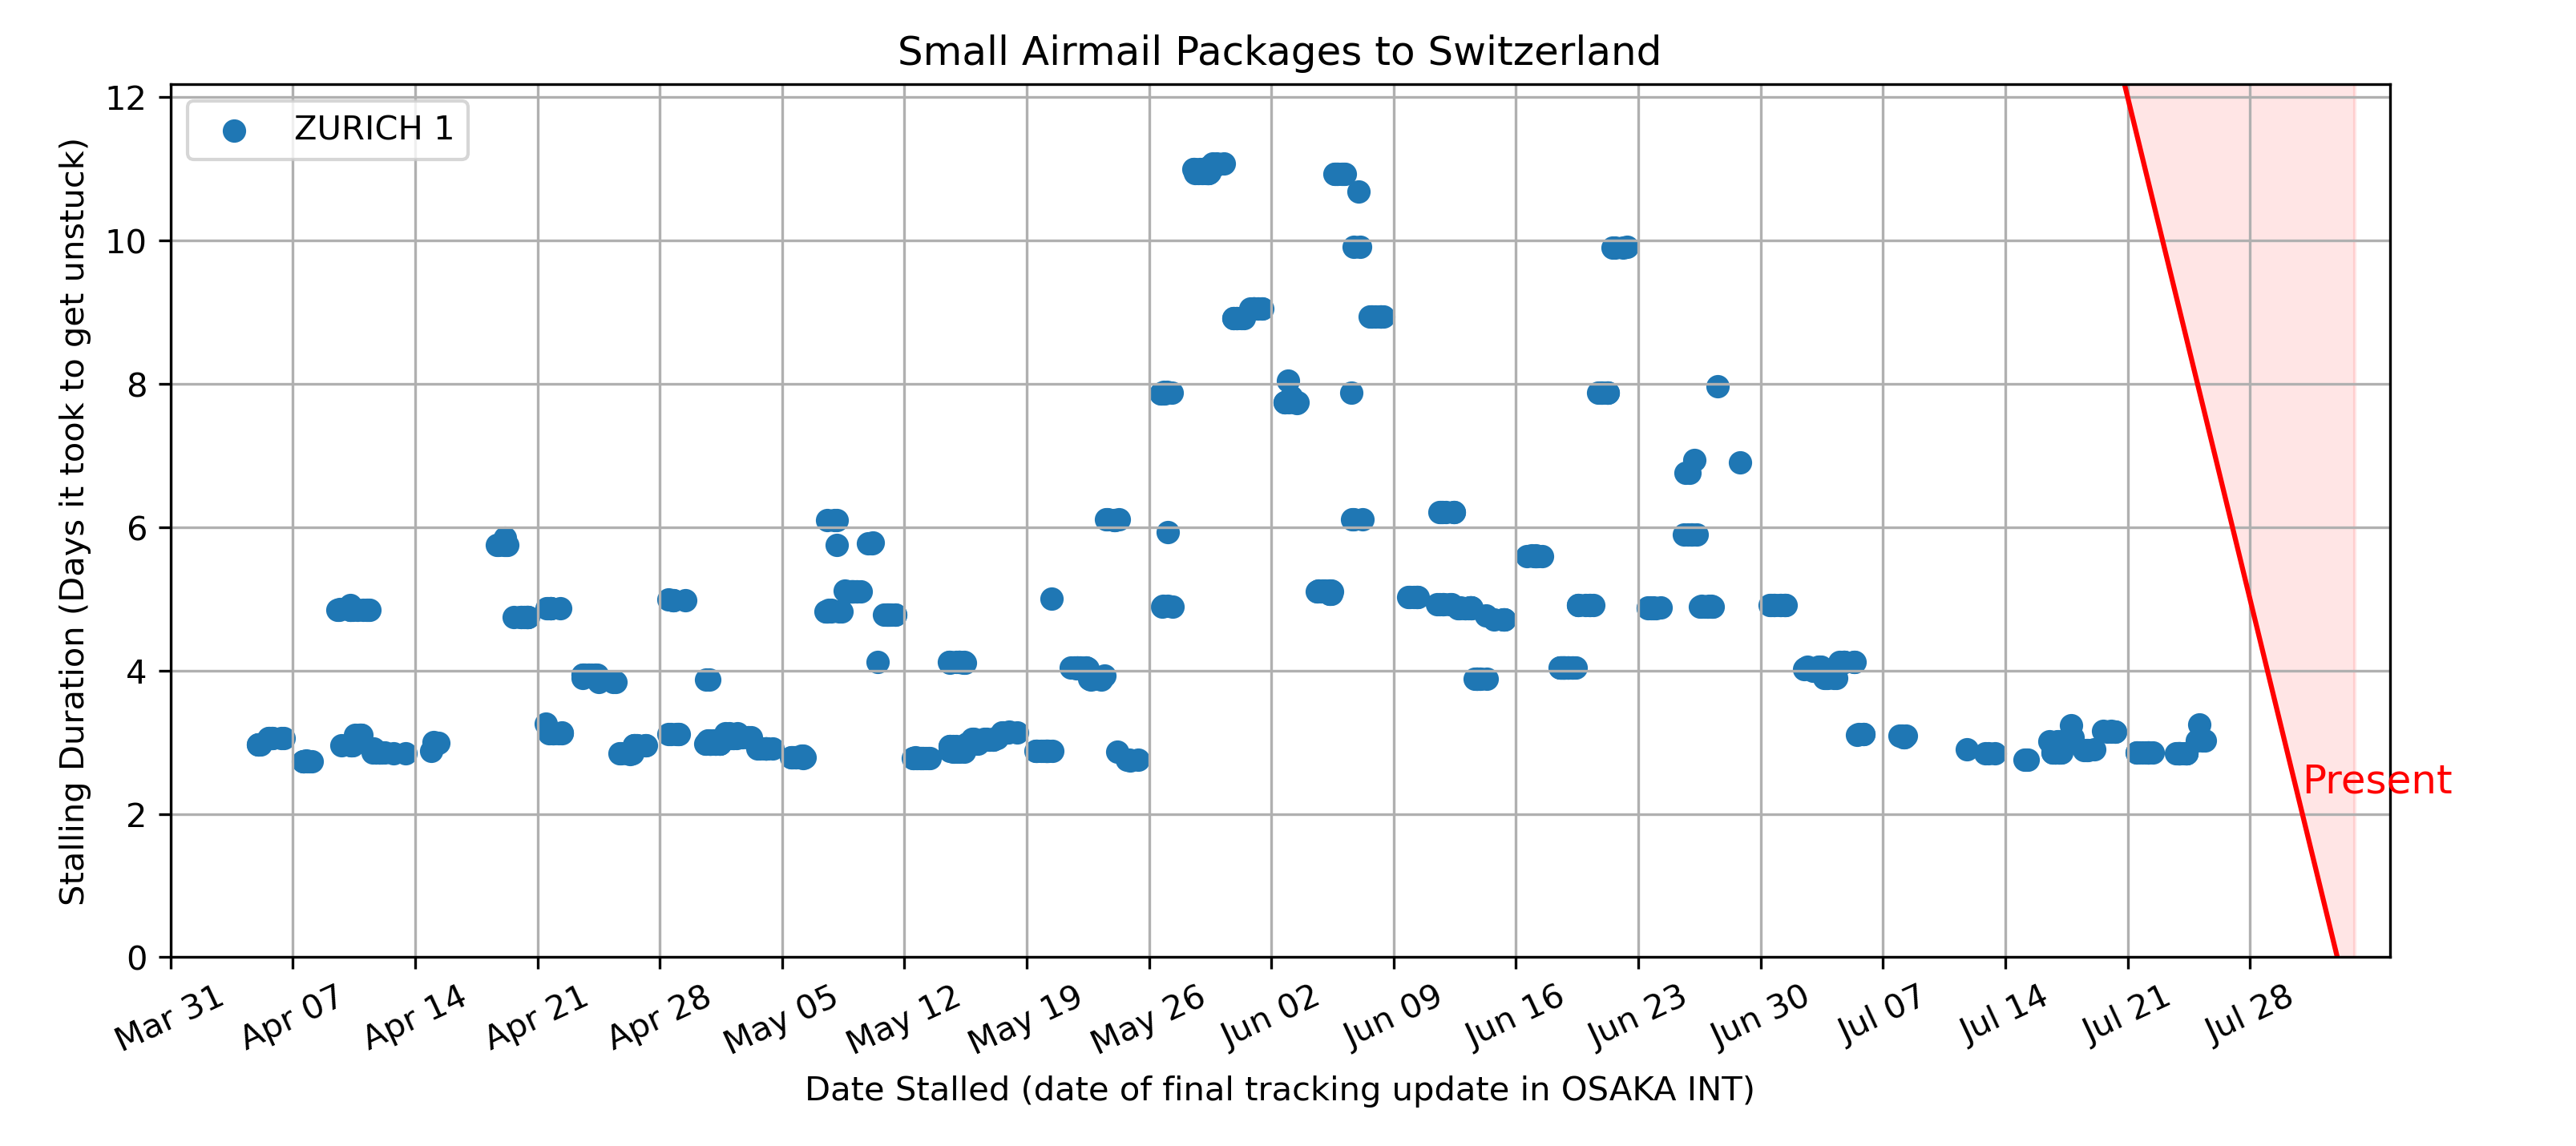 Small Airmail Packages to Switzerland
ZURICH 1
Stalling Duration (Days it took to get unstuck)
12
10
8
6
4
2
0
Present
Mar 31 Apr 07 Apr 14 Apr 21 Apr 28 May 05 May 12 May 19 May 26 Jun 02 Jun 09 Jun 16 Jun 23 Jun 30 Jul 07 Jul 14 Jul 21 Jul 28
Date Stalled (date of final tracking update in OSAKA INT)